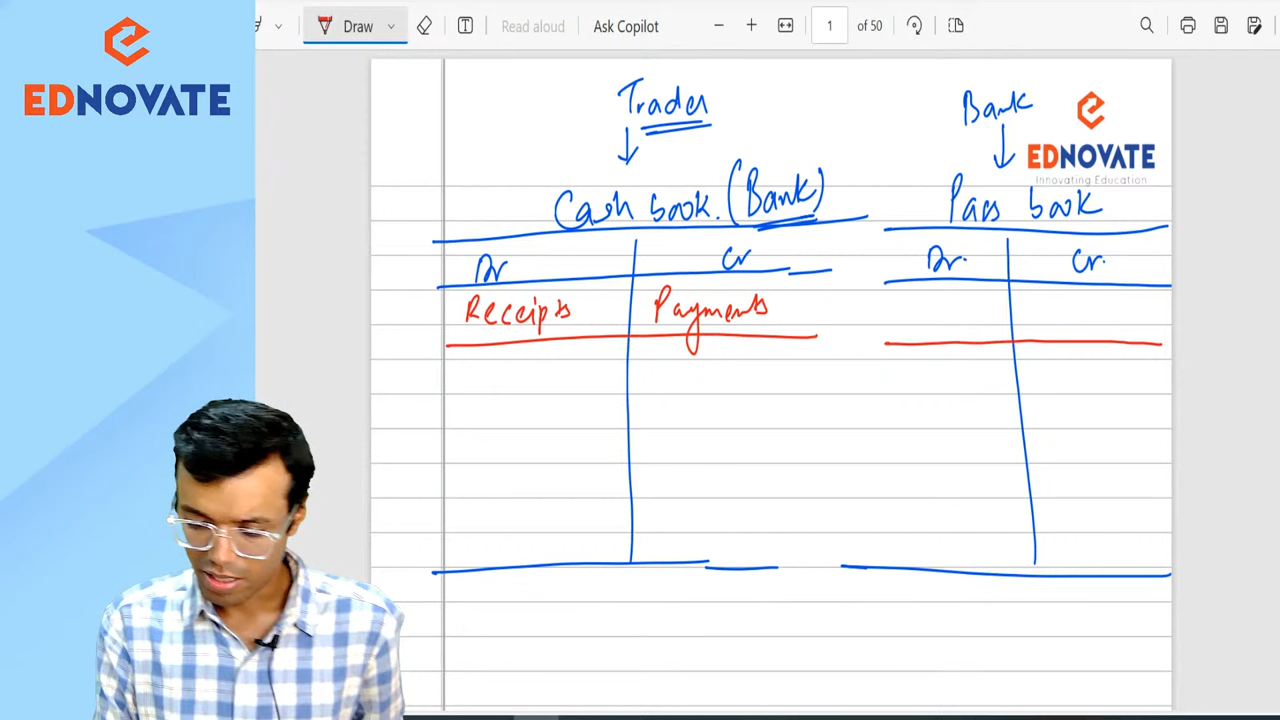 EDNOVATE
Draw
Read aloud
Ask Copilot
1 of 50
Trader
Bank
EDNOVATE
Innovating Education
Cash book. (Bank)
Pass book
Dr
Cr
Dr.
Cr.
Receipts
Payments